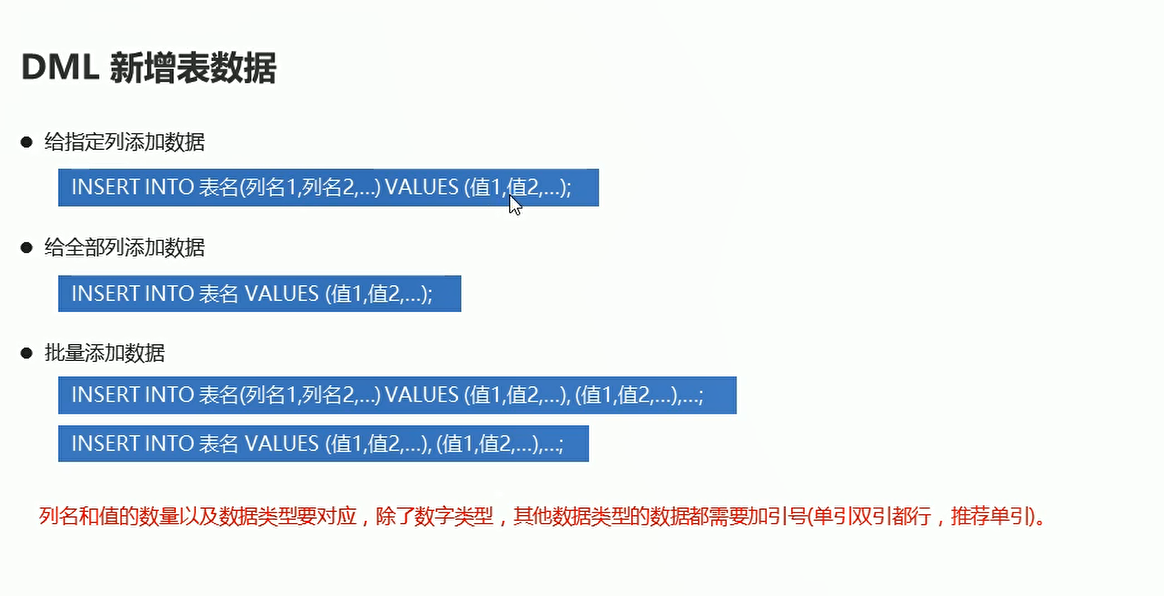 DML 新增表数据
● 给指定列添加数据
INSERT INTO 表名(列名1,列名2,...) VALUES (值1,值2,...);
● 给全部列添加数据
INSERT INTO 表名 VALUES (值1,值2,...);
● 批量添加数据
INSERT INTO 表名(列名1,列名2,...) VALUES (值1,值2,...), (值1,值2,...),...;
INSERT INTO 表名 VALUES (值1,值2,...), (值1,值2,...),...;
列名和值的数量以及数据类型要对应，除了数字类型，其他数据类型的数据都需要加引号(单引双引都行，推荐单引)。